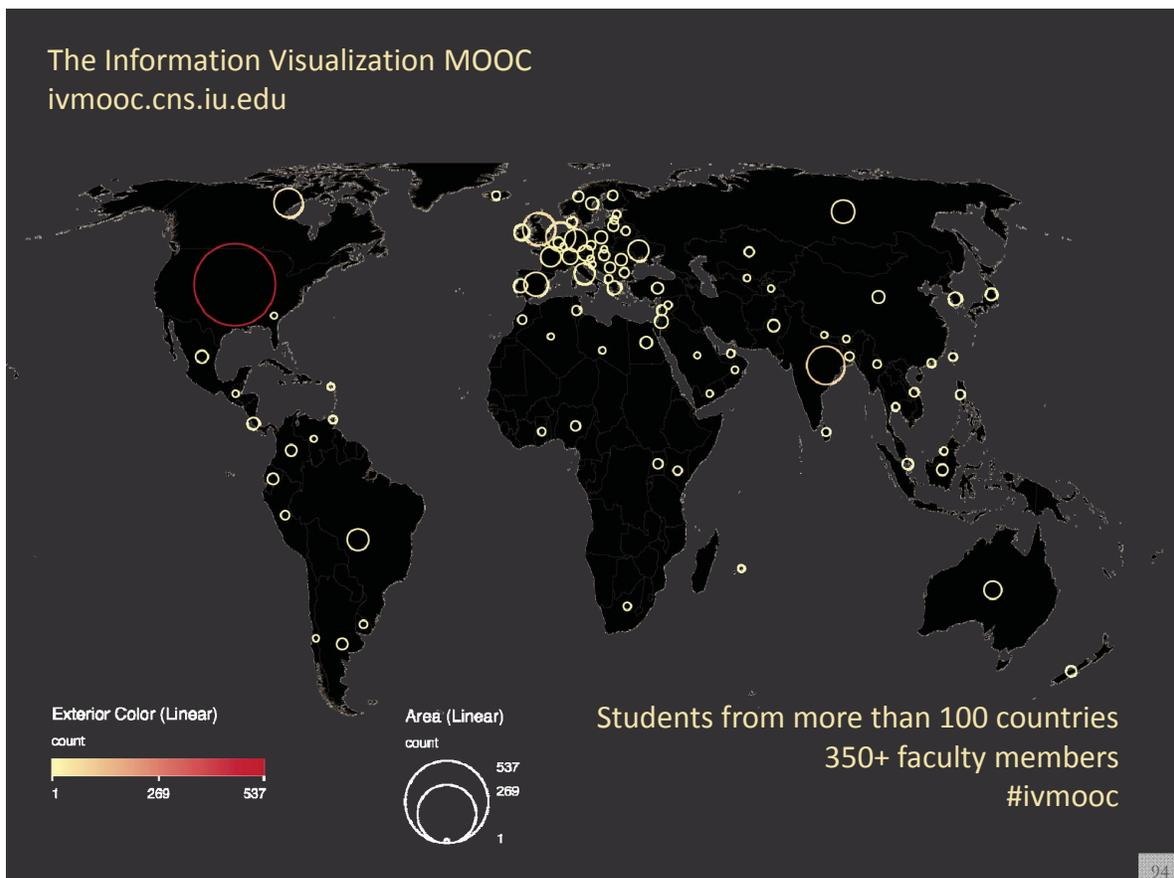 The Information Visualization MOOC
ivmooc.cns.iu.edu
Exterior Color (Linear)
count
1 269 537
Area (Linear)
count
537
269
1
Students from more than 100 countries
350+ faculty members
#ivmooc
94